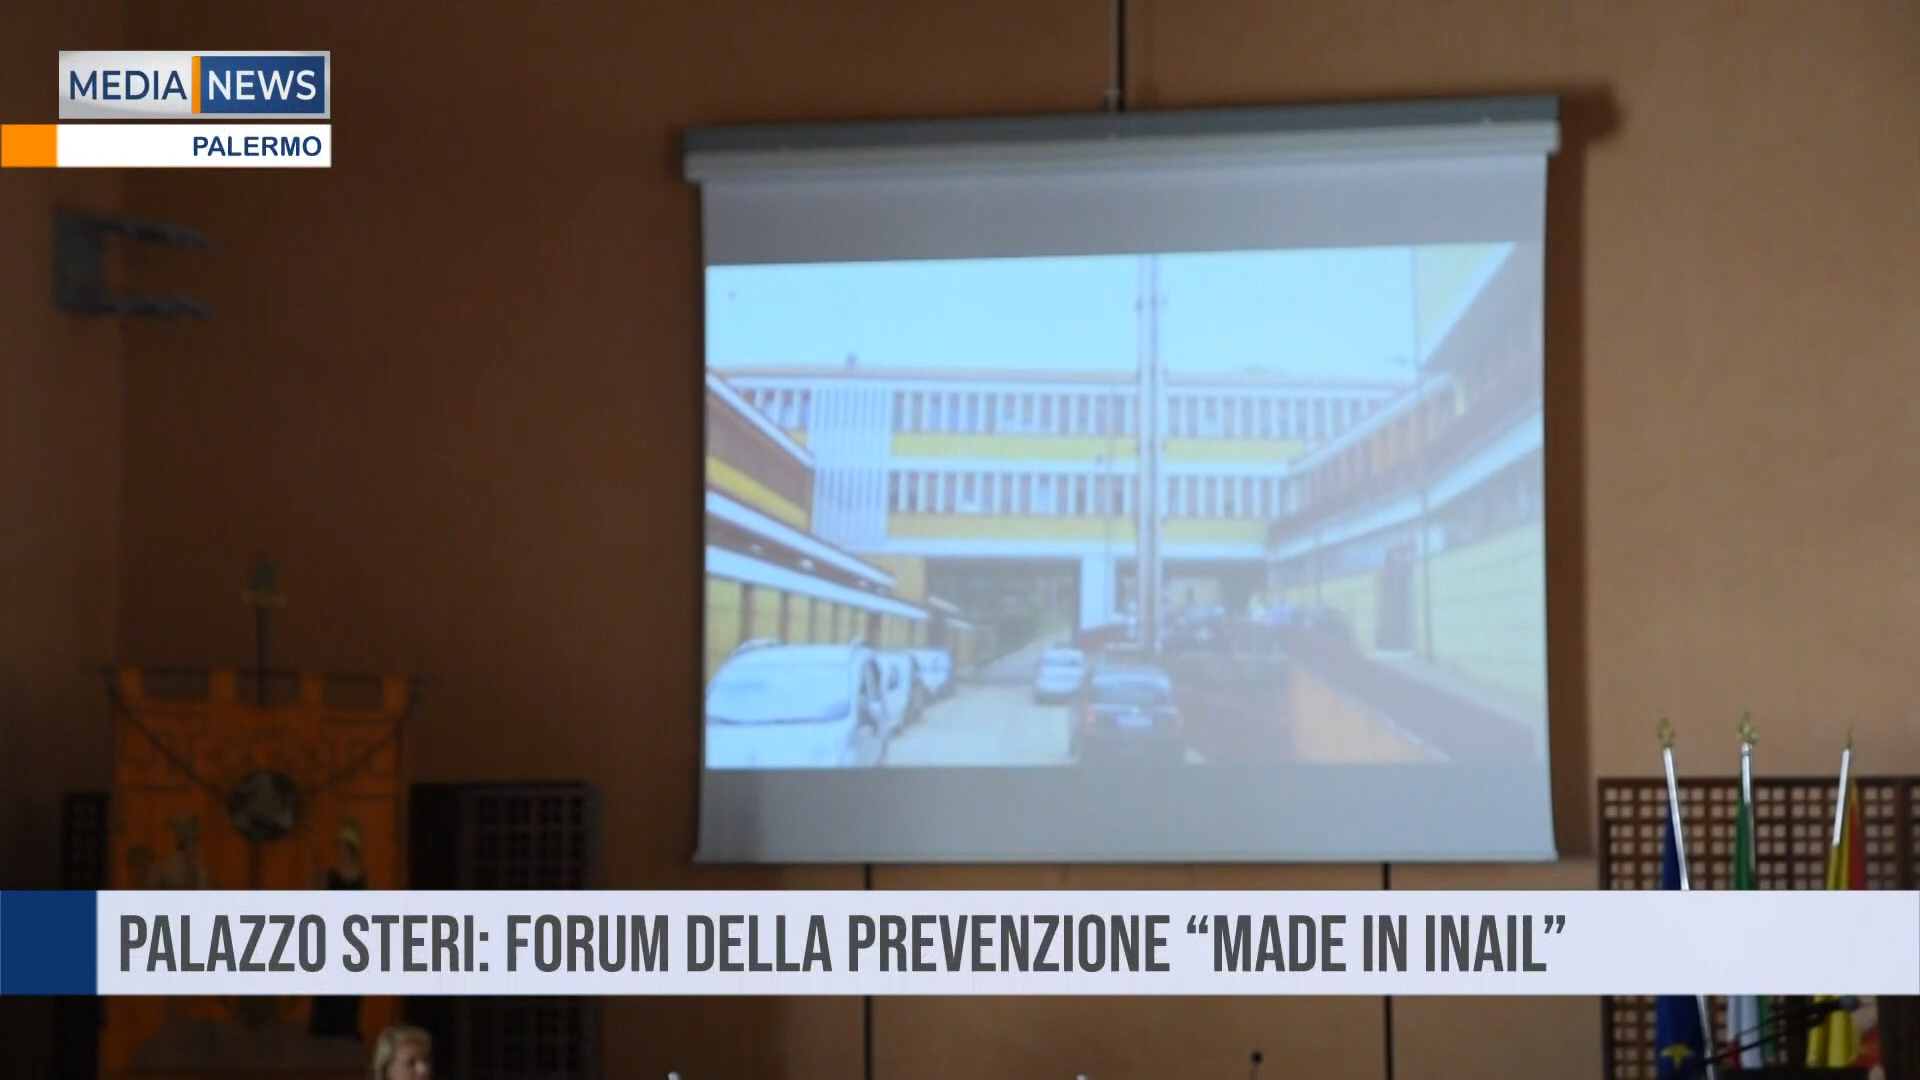 MEDIA NEWS
PALERMO
PALAZZO STERI: FORUM DELLA PREVENZIONE “MADE IN INAIL”